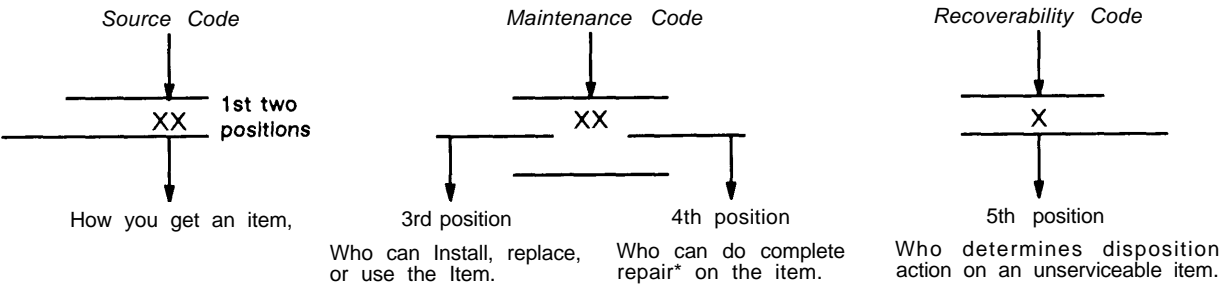 Source Code
1st two
XX
positions
How you get an item,
Maintenance Code
XX
3rd position
Who can Install, replace,
or use the Item.
4th position
Who can do complete
repair* on the item.
Recoverability Code
X
5th position
Who determines disposition
action on an unserviceable item.